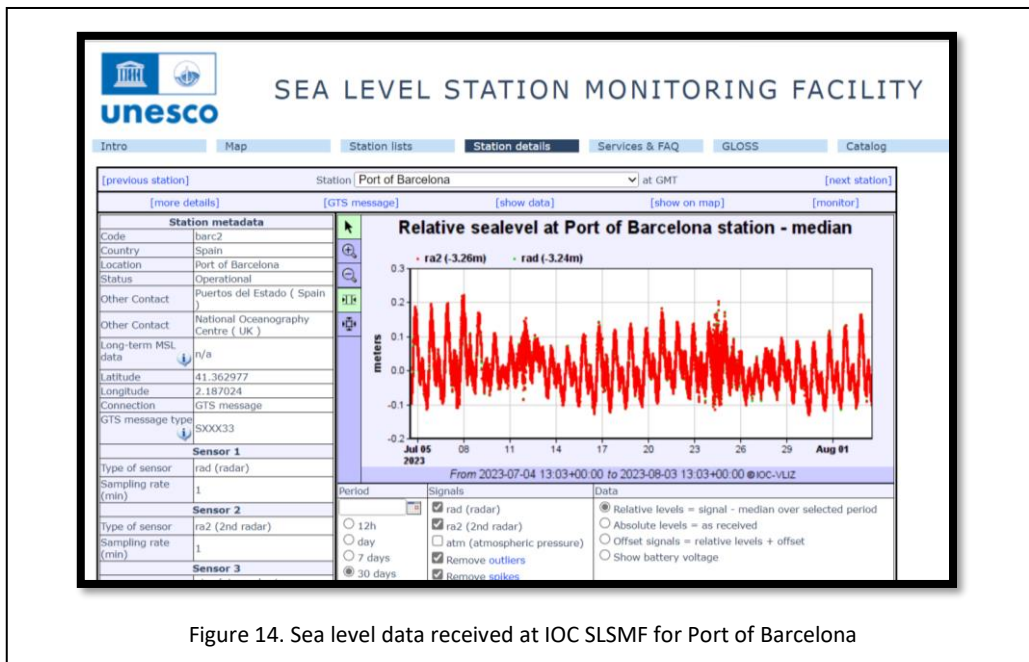 unesco
SEA LEVEL STATION MONITORING FACILITY
Intro Map Station lists Station details Services & FAQ GLOSS Catalog
[previous station] Station Port of Barcelona at GMT [next station]
[more details] [GTS message] [show data] [show on map] [monitor]
Station metadata
Code barc2
Country Spain
Location Port of Barcelona
Status Operational
Other Contact Puertos del Estado ( Spain
)
Other Contact National Oceanography
Centre ( UK )
Long-term MSL
data n/a
Latitude 41.362977
Longitude 2.187024
Connection GTS message
GTS message type
SXXX33
Sensor 1
Type of sensor rad (radar)
Sampling rate
(min) 1
Sensor 2
Type of sensor ra2 (2nd radar)
Sampling rate
(min) 1
Sensor 3
Relative sealevel at Port of Barcelona station - median
ra2 (-3.26m) rad (-3.24m)
meters
0.3
0.2
0.1
0.0
-0.1
-0.2
Jul 05 08 11 14 17 20 23 26 29 Aug 01
2023
From 2023-07-04 13:03+00:00 to 2023-08-03 13:03+00:00 ©IOC-VLIZ
Period
12h
day
7 days
30 days
Signals
rad (radar)
ra2 (2nd radar)
atm (atmospheric pressure)
Remove outliers
Remove spikes
Data
Relative levels = signal - median over selected period
Absolute levels = as received
Offset signals = relative levels + offset
Show battery voltage
Figure 14. Sea level data received at IOC SLSMF for Port of Barcelona